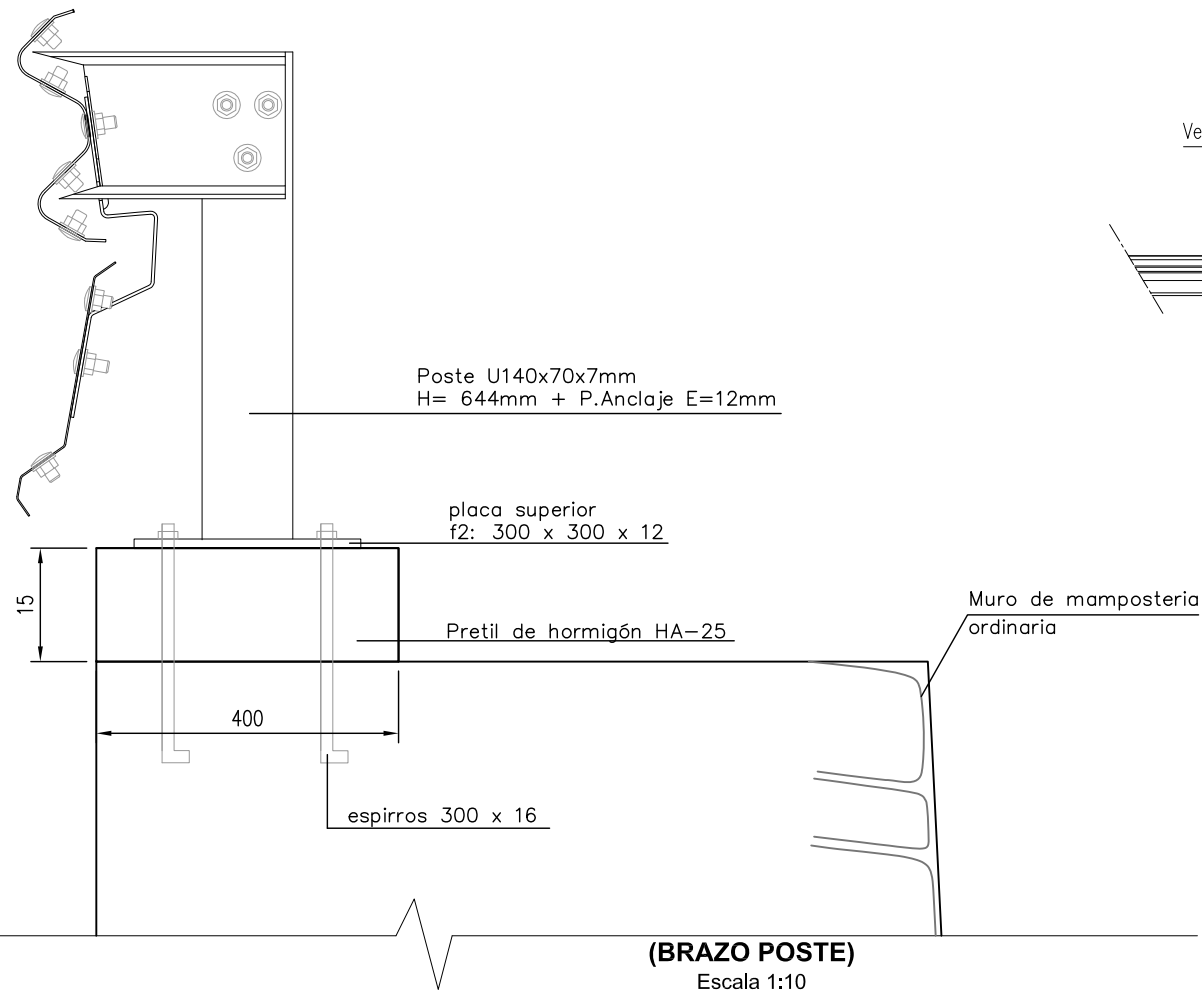 Ve
Poste U140x70x7mm
H= 644mm + P.Anclaje E=12mm
placa superior
f2: 300 x 300 x 12
15
Pretil de hormigón HA-25
Muro de mamposteria
ordinaria
400
espirros 300 x 16
(BRAZO POSTE)
Escala 1:10